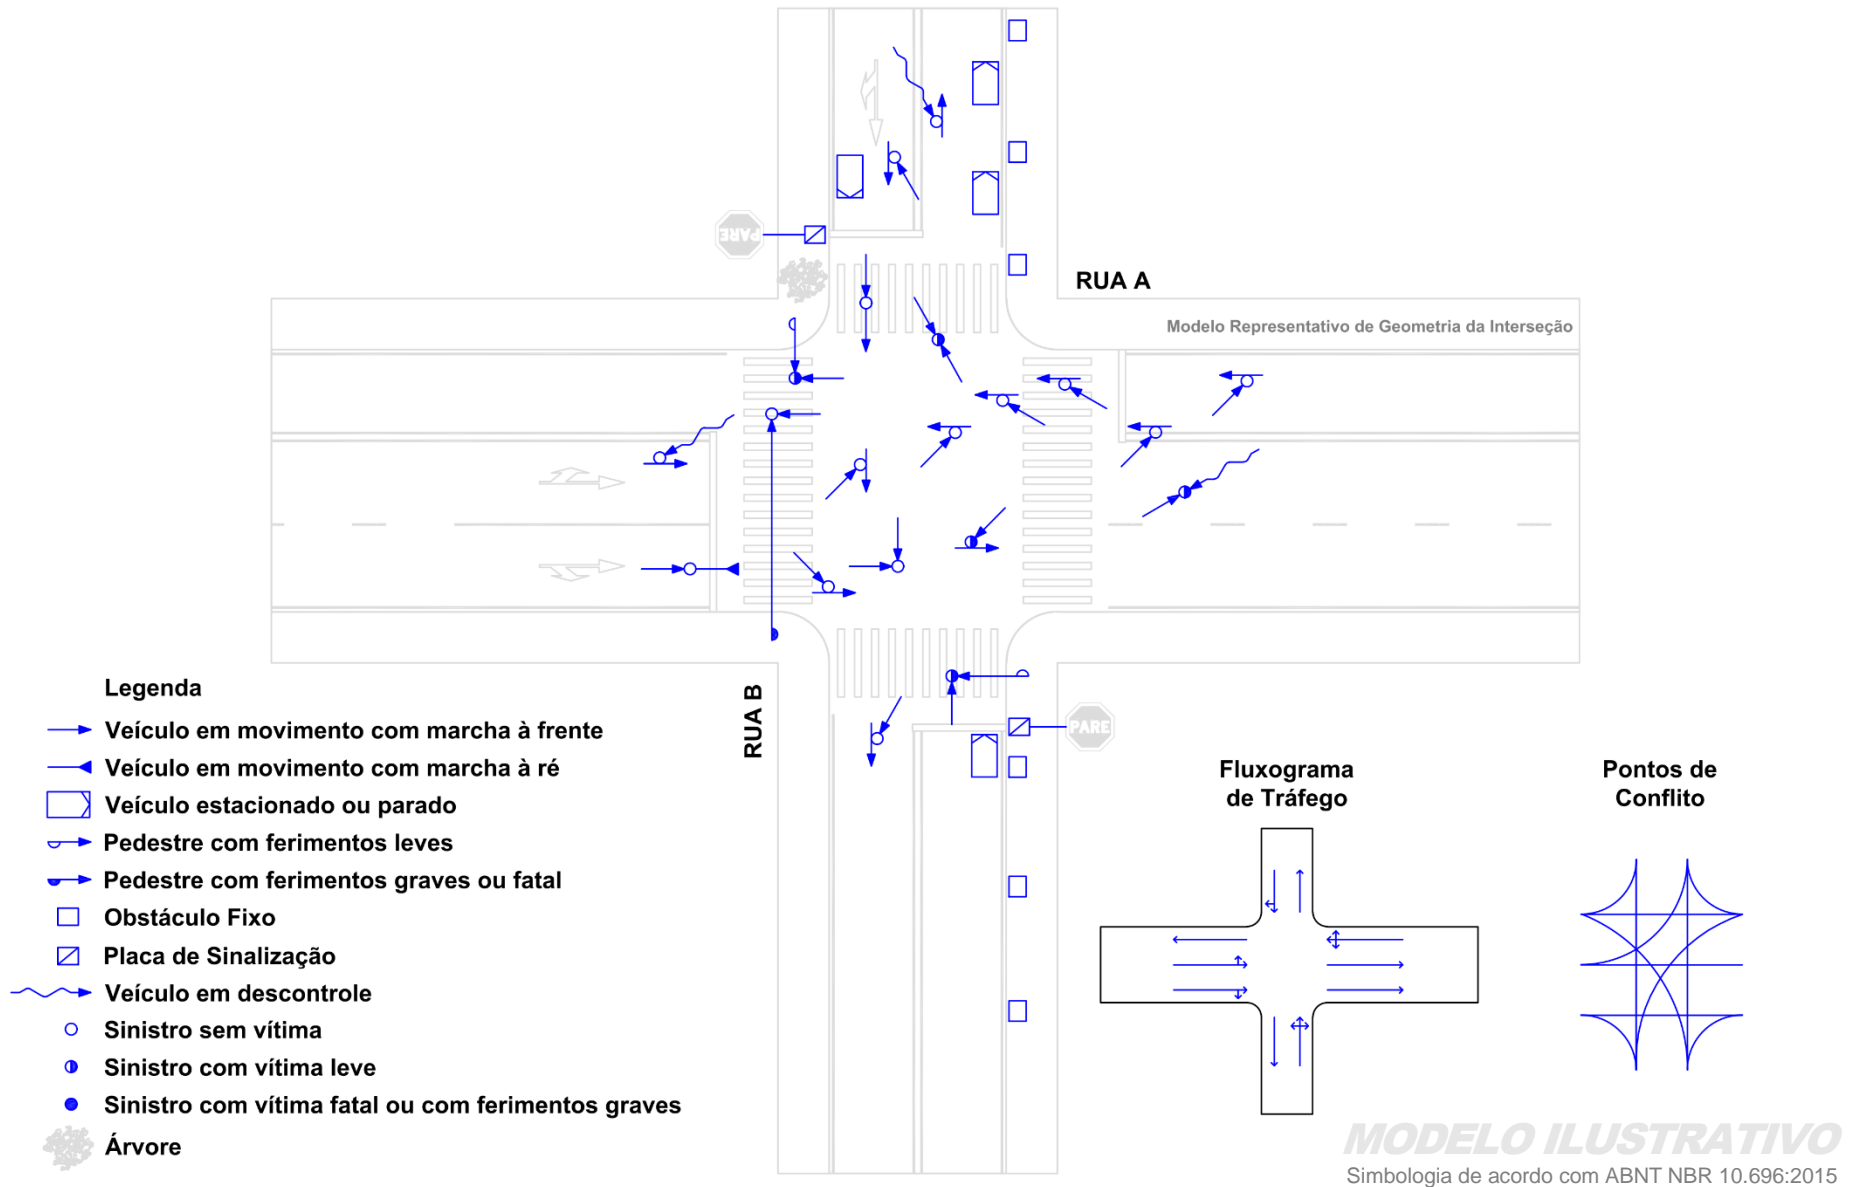 PARE
RUA A
Modelo Representativo de Geometria da Interseção
RUA B
PARE
Legenda
Veículo em movimento com marcha à frente
Veículo em movimento com marcha à ré
Veículo estacionado ou parado
Pedestre com ferimentos leves
Pedestre com ferimentos graves ou fatal
Obstáculo Fixo
Placa de Sinalização
Veículo em descontrole
Sinistro sem vítima
Sinistro com vítima leve
Sinistro com vítima fatal ou com ferimentos graves
Árvore
Fluxograma
de Tráfego
Pontos de
Conflito
MODELO ILUSTRATIVO
Simbologia de acordo com ABNT NBR 10.696:2015